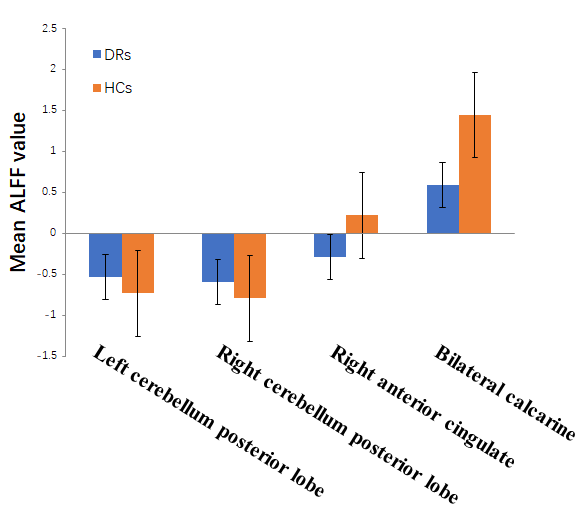 2.5
2
1.5
1
0.5
0
-0.5
-1
-1.5
Mean ALFF value
DRs
HCs
Left cerebellum posterior lobe
Right cerebellum posterior lobe
Right anterior cingulate
Bilateral calcarine